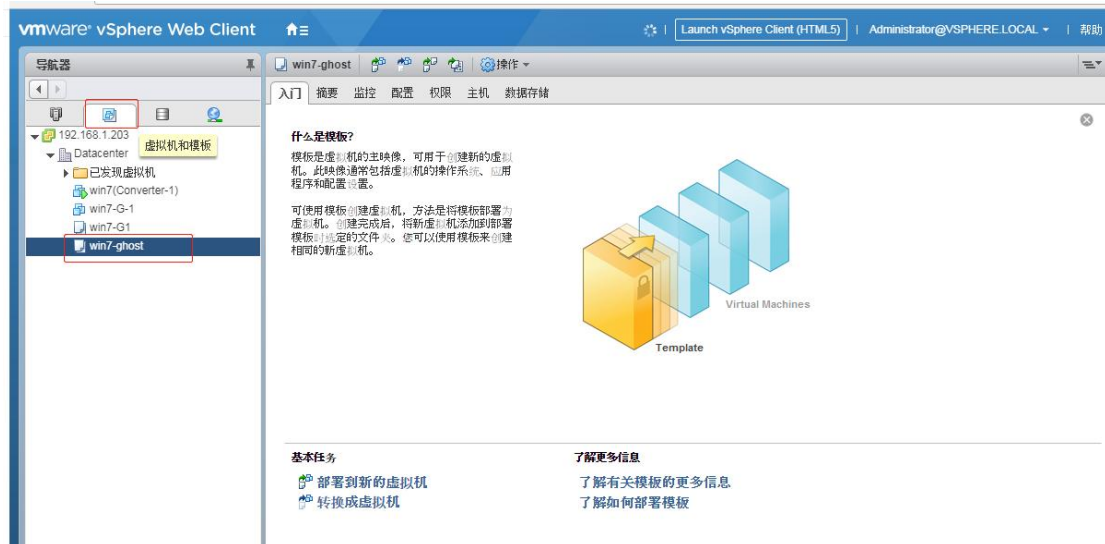 vmware® vSphere Web Client
Launch vSphere Client (HTML5)
Administrator@VSPHERE.LOCAL
帮助
导航器
win7-ghost
操作
入门 摘要 监控 配置 权限 主机 数据存储
192.168.1.203
虚拟机和模板
Datacenter
已发现虚拟机
win7(Converter-1)
win7-G-1
win7-G1
win7-ghost
什么是模板?
模板是虚拟机的主映像，可用于创建新的虚拟
机。此映像通常包括虚拟机的操作系统、应用
程序和配置设置。
可使用模板创建虚拟机，方法是将模板部署为
虚拟机。创建完成后，将新虚拟机添加到部署
模板时选定的文件夹。您可以使用模板来创建
相同的新虚拟机。
Virtual Machines
Template
基本任务
部署到新的虚拟机
转换成虚拟机
了解更多信息
了解有关模板的更多信息
了解如何部署模板